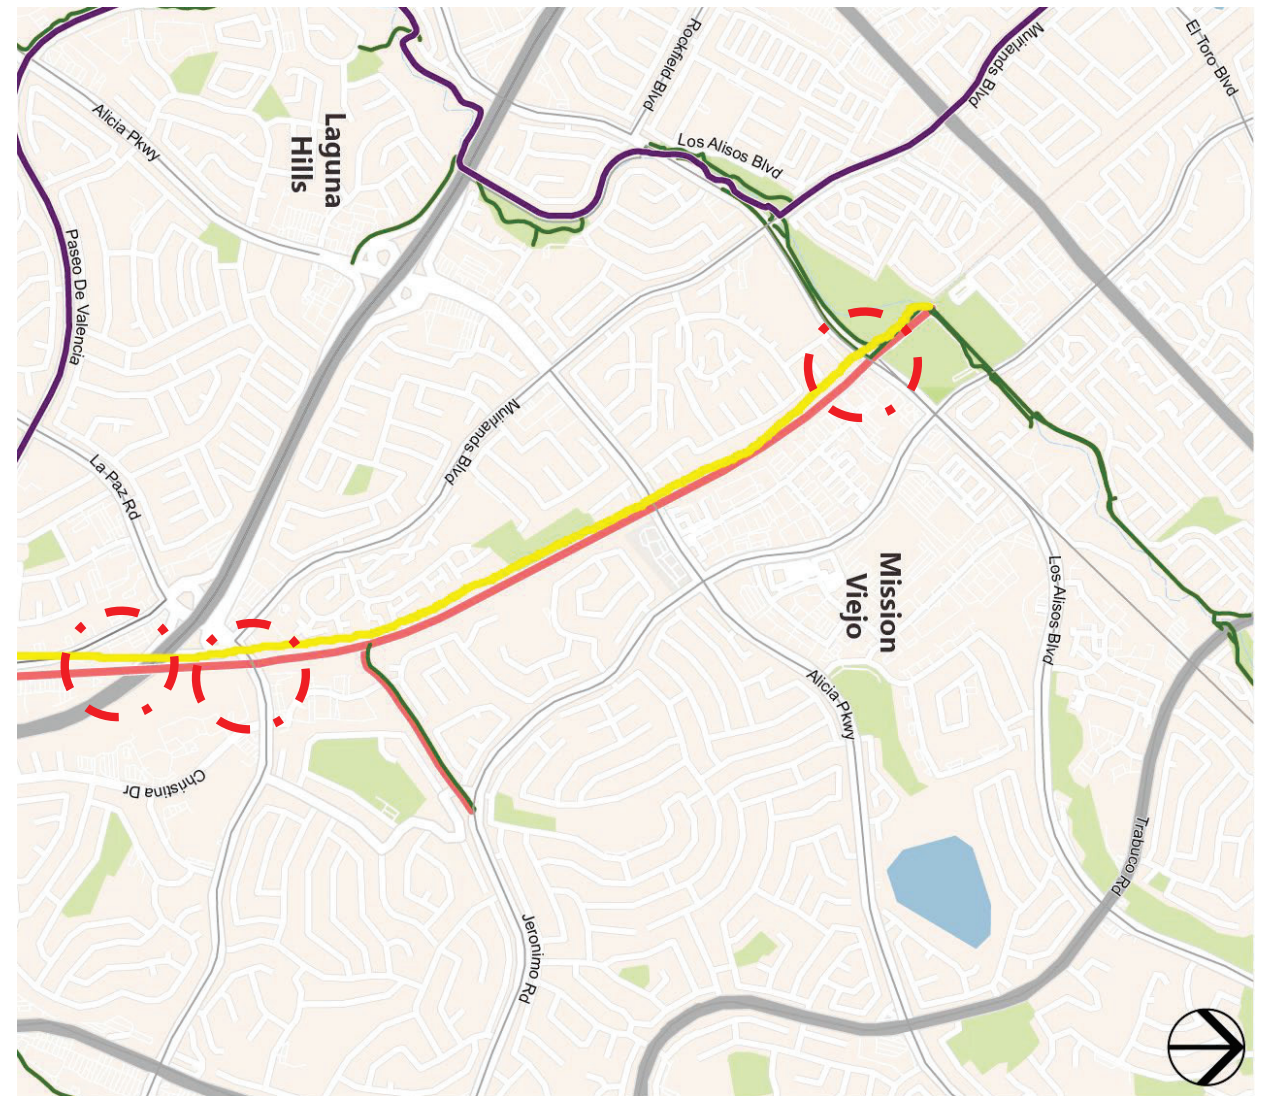 Rockfield Blvd
Muirlands Blvd
El Toro Blvd
Alicia Pkwy
Laguna
Hills
Los Alisos Blvd
Paseo De Valencia
Muirlands Blvd
La Paz Rd
Mission
Viejo
Los Alisos Blvd
Alicia Pkwy
Christina Dr
Trabuco Rd
Jeronimo Rd